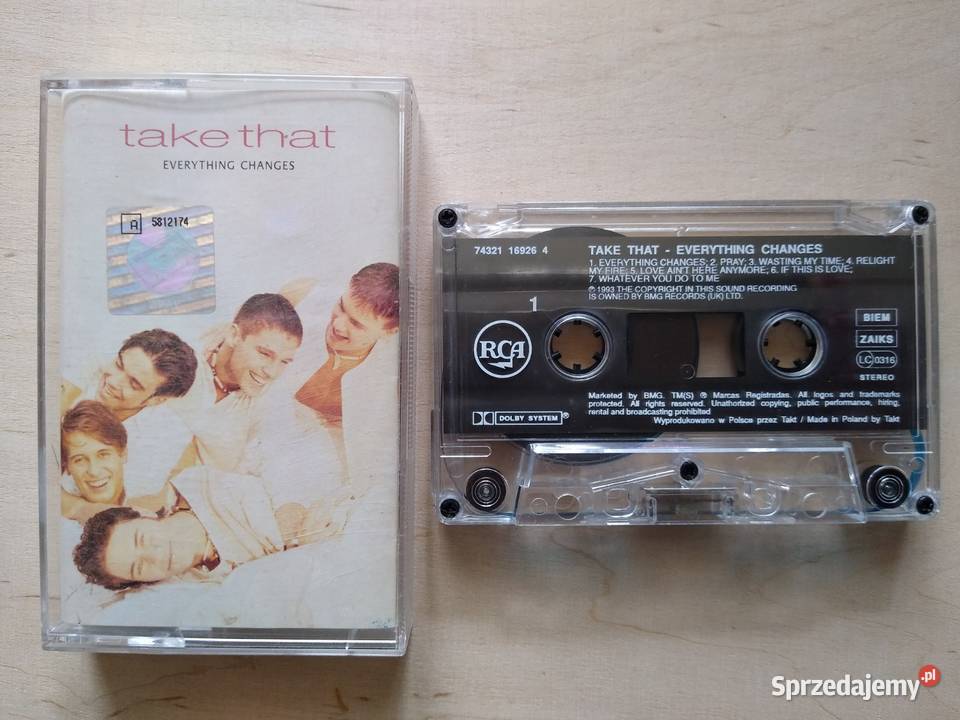 take that
EVERYTHING CHANGES
A 5812174
74321 16926 4
TAKE THAT - EVERYTHING CHANGES
1. EVERYTHING CHANGES; 2. PRAY; 3. WASTING MY TIME; 4. RELIGHT
MY FIRE; 5. LOVE AIN'T HERE ANYMORE; 6. IF THIS IS LOVE;
7. WHATEVER YOU DO TO ME
℗ 1993 THE COPYRIGHT IN THIS SOUND RECORDING
IS OWNED BY BMG RECORDS (UK) LTD.
1
RCA
BIEM
ZAIKS
LC 0316
STEREO
DOLBY SYSTEM®
Marketed by BMG. TM(S) ® Marcas Registradas. All logos and trademarks
protected. All rights reserved. Unathorized copying, public performance, hiring,
rental and broadcasting prohibited
Wyprodukowano w Polsce przez Takt / Made in Poland by Takt
Sprzedajemy.pl